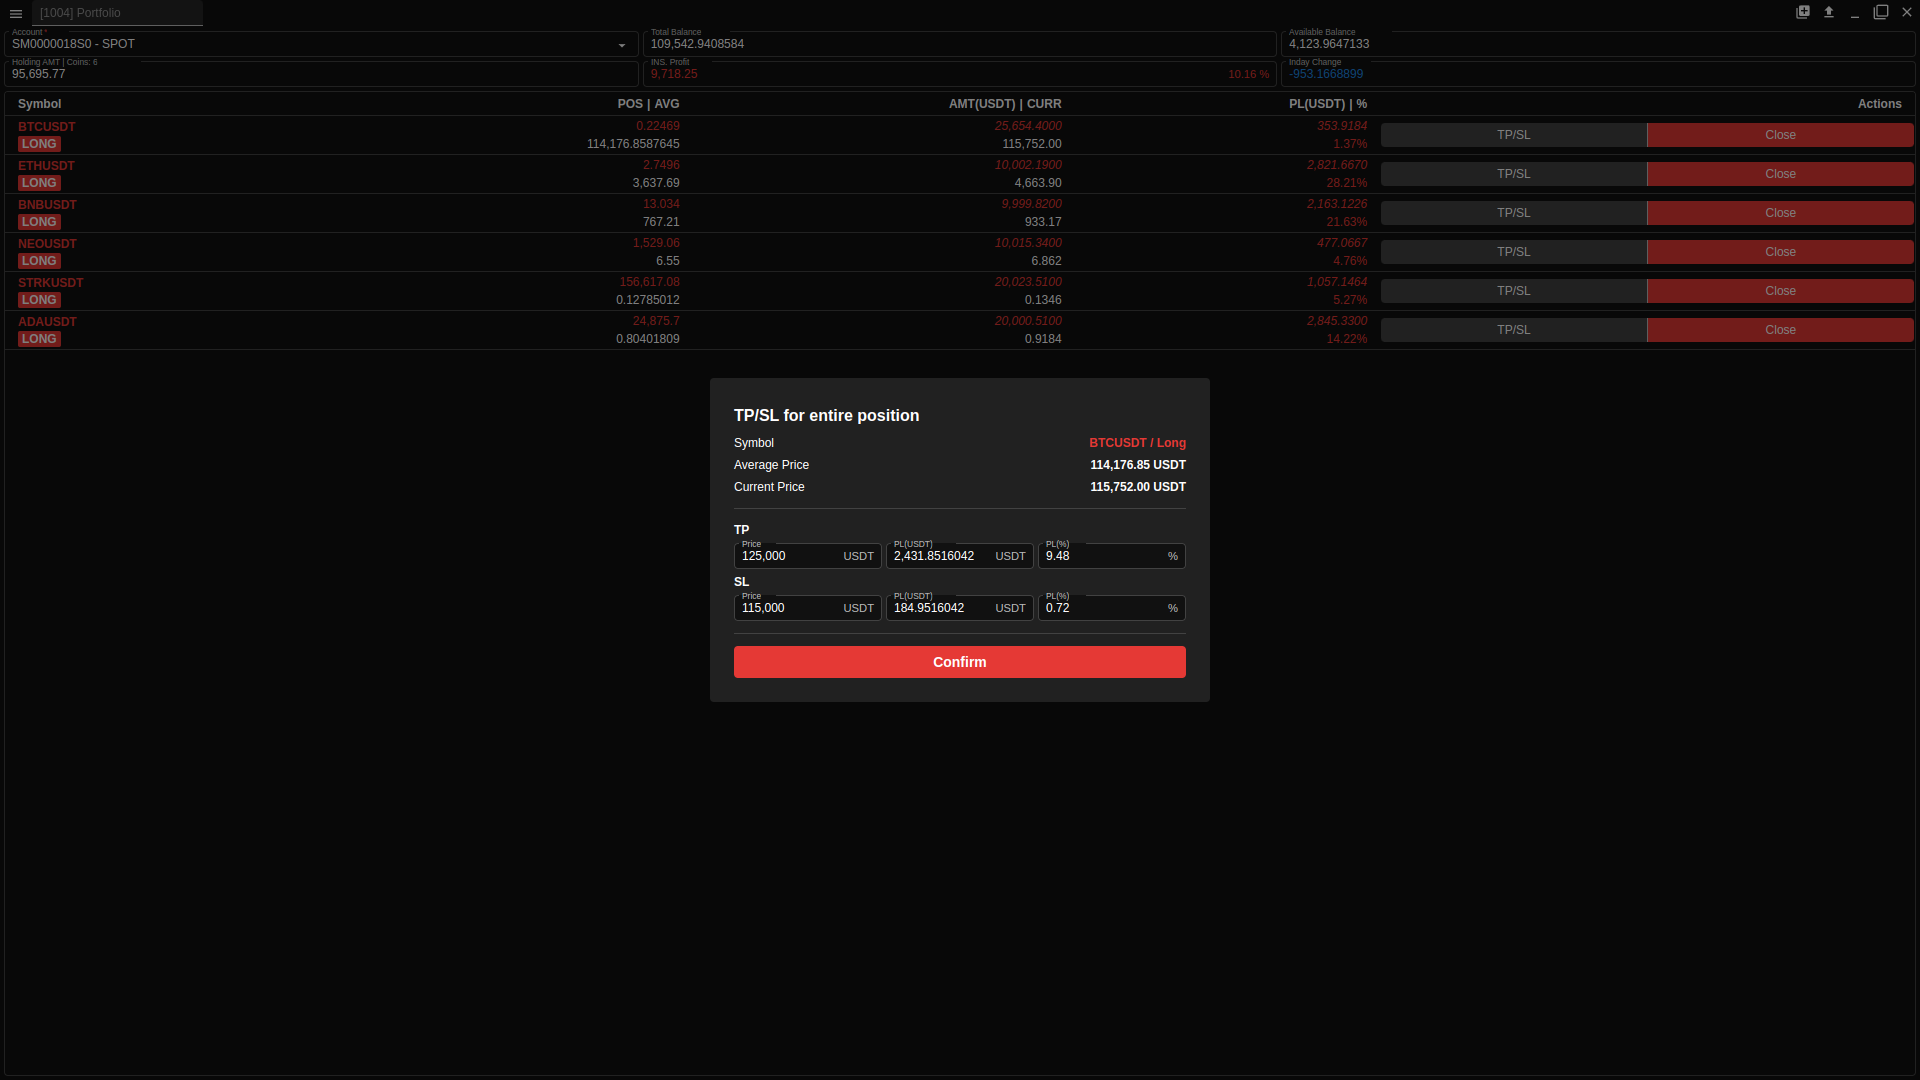 [1004] Portfolio
Account *
SM0000018S0 - SPOT
Total Balance
109,542.9408584
Available Balance
4,123.9647133
Holding AMT | Coins: 6
95,695.77
INS. Profit
9,718.25 10.16 %
Inday Change
-953.1668899
Symbol POS | AVG AMT(USDT) | CURR PL(USDT) | % Actions
BTCUSDT 0.22469 25,654.4000 353.9184
LONG 114,176.8587645 115,752.00 1.37%
TP/SL Close
ETHUSDT 2.7496 10,002.1900 2,821.6670
LONG 3,637.69 4,663.90 28.21%
TP/SL Close
BNBUSDT 13.034 9,999.8200 2,163.1226
LONG 767.21 933.17 21.63%
TP/SL Close
NEOUSDT 1,529.06 10,015.3400 477.0667
LONG 6.55 6.862 4.76%
TP/SL Close
STRKUSDT 156,617.08 20,023.5100 1,057.1464
LONG 0.12785012 0.1346 5.27%
TP/SL Close
ADAUSDT 24,875.7 20,000.5100 2,845.3300
LONG 0.80401809 0.9184 14.22%
TP/SL Close
TP/SL for entire position
Symbol BTCUSDT / Long
Average Price 114,176.85 USDT
Current Price 115,752.00 USDT
TP
Price PL(USDT) PL(%)
125,000 USDT 2,431.8516042 USDT 9.48 %
SL
Price PL(USDT) PL(%)
115,000 USDT 184.9516042 USDT 0.72 %
Confirm